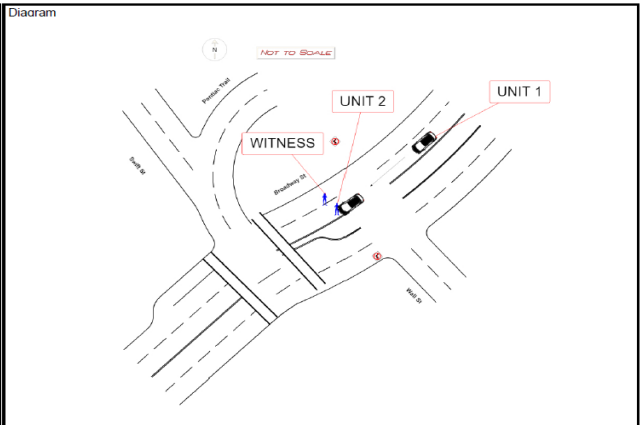 Diagram
N
NOT TO SCALE
Pontiac Trail
UNIT 1
UNIT 2
WITNESS
Swift St
Broadway St
Wall St